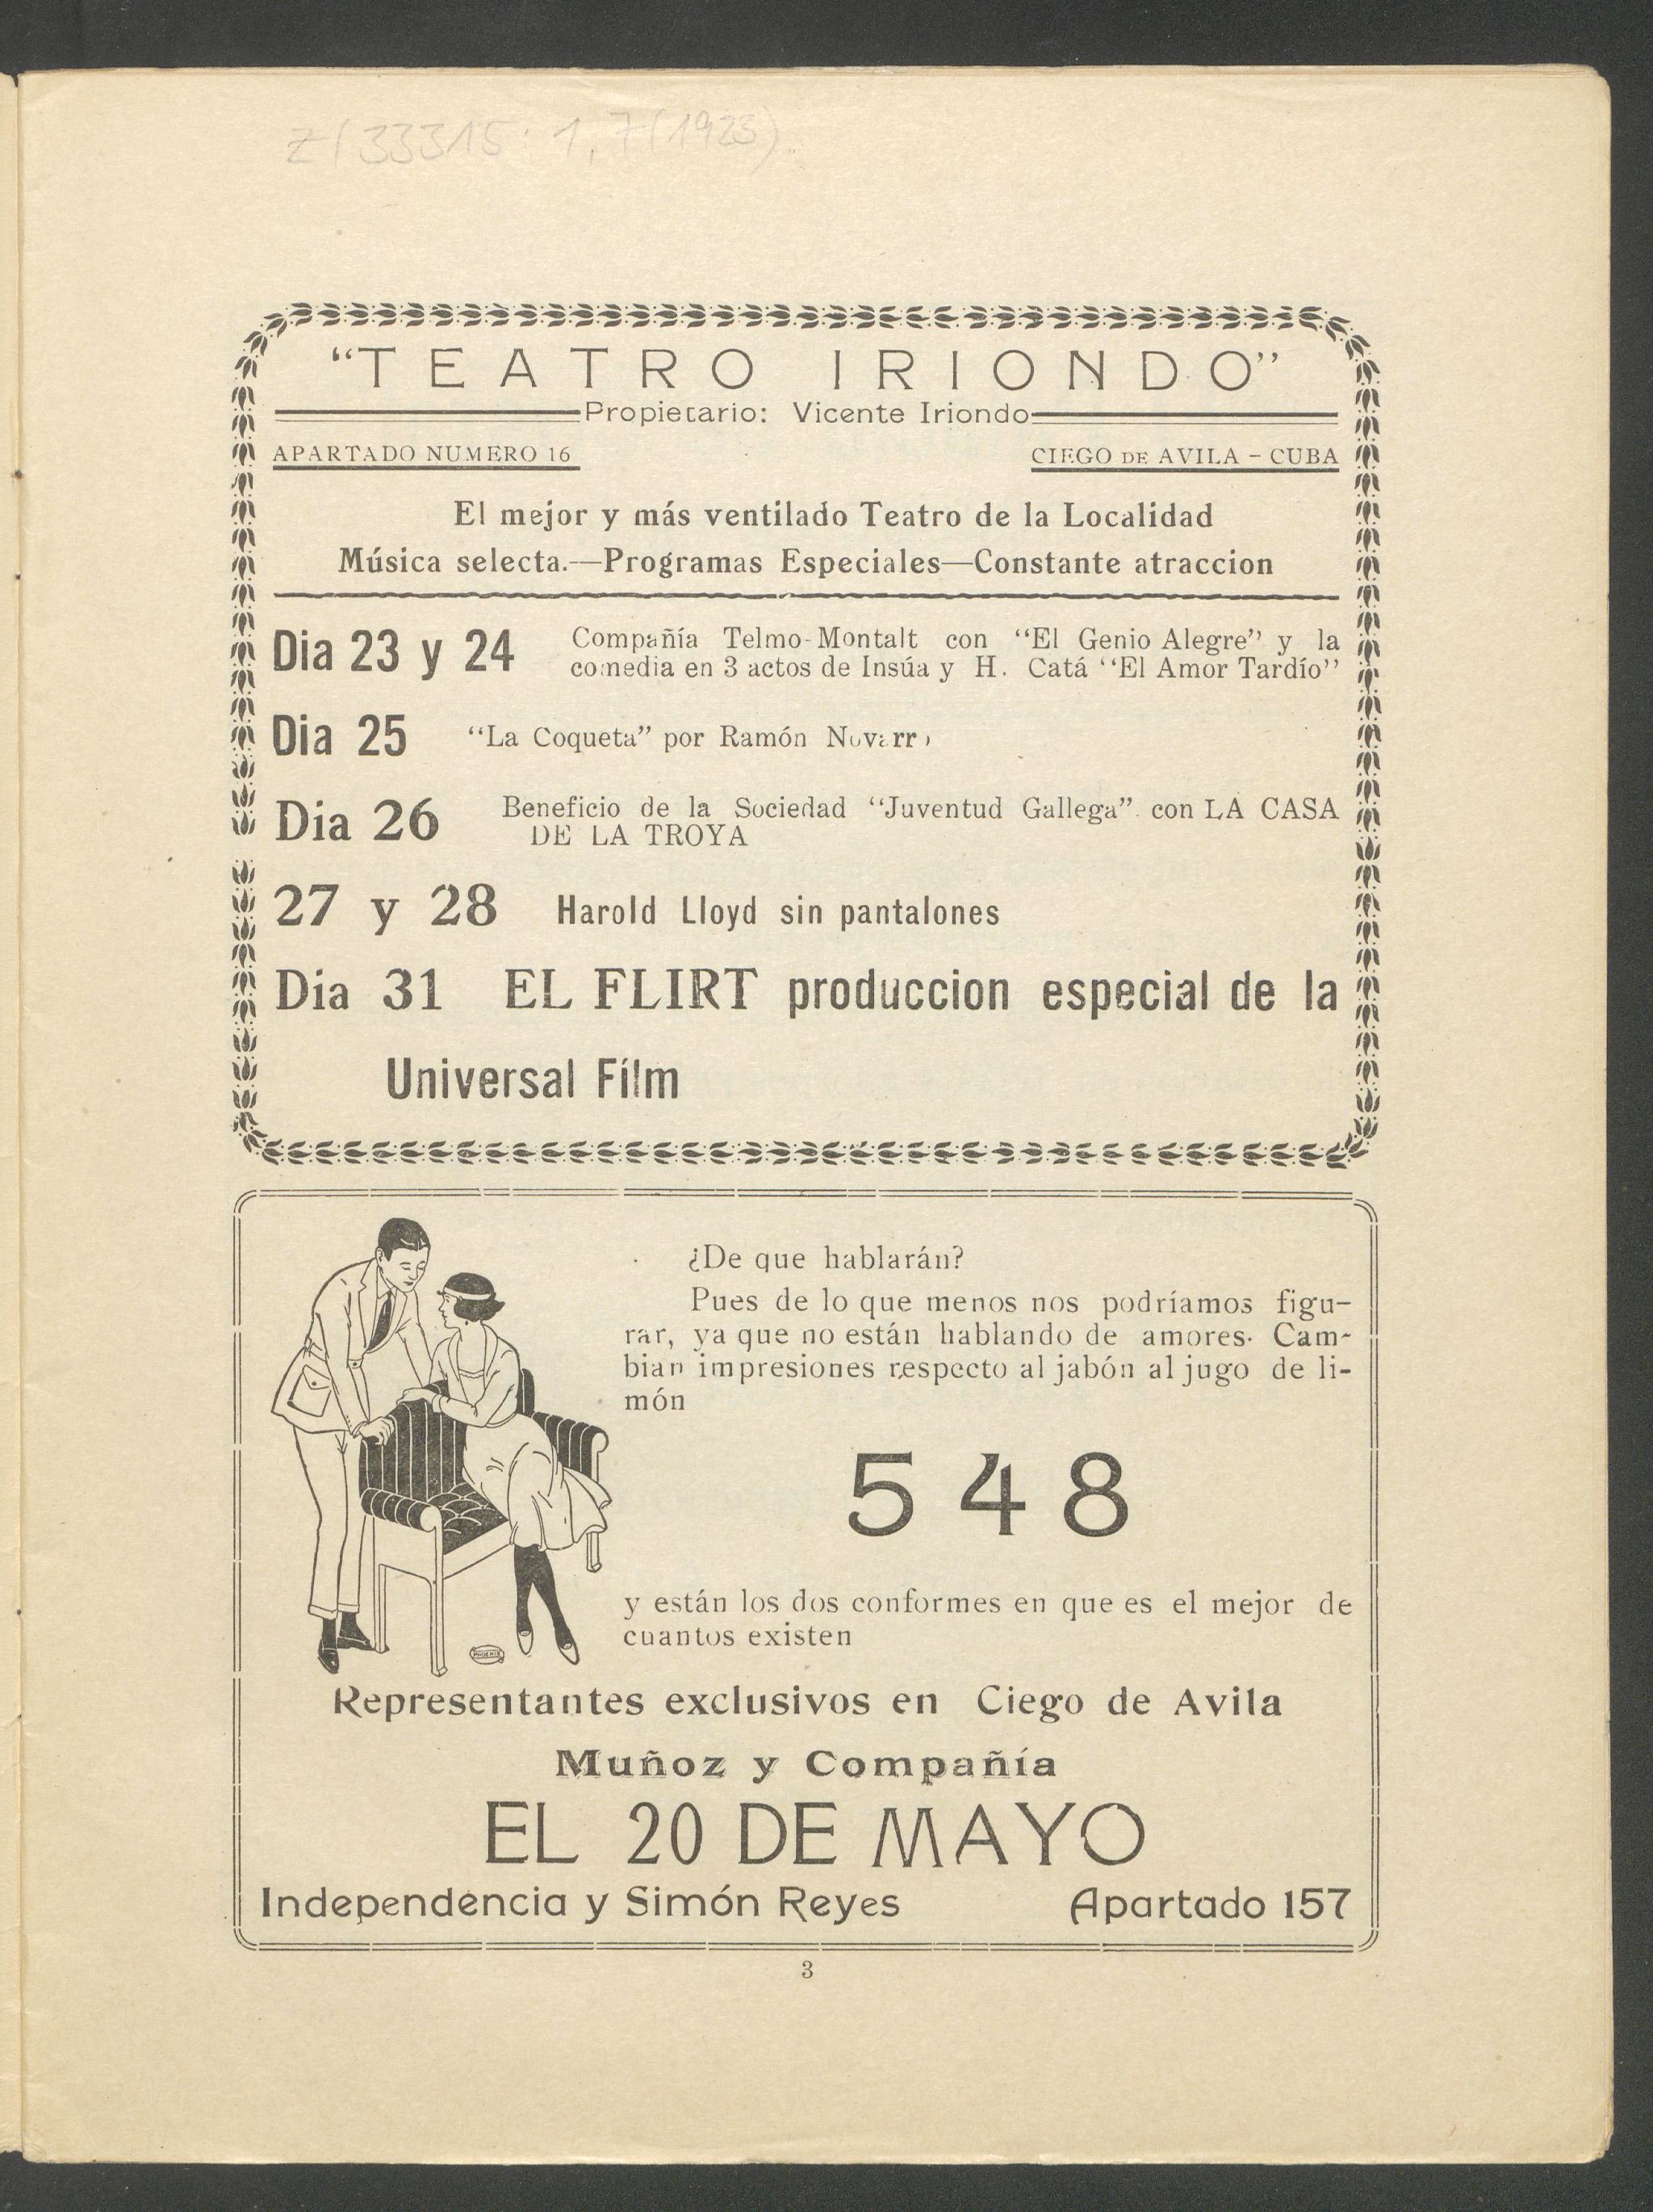 Z/33315: 1,7(1923)
“TEATRO IRIONDO”
Propietario: Vicente Iriondo
APARTADO NUMERO 16
CIEGO DE AVILA - CUBA
El mejor y más ventilado Teatro de la Localidad
Música selecta.—Programas Especiales—Constante atraccion
Dia 23 y 24 Compañía Telmo-Montalt con “El Genio Alegre” y la
comedia en 3 actos de Insúa y H. Catá “El Amor Tardío”
Dia 25 “La Coqueta” por Ramón Novarro
Dia 26 Beneficio de la Sociedad “Juventud Gallega” con LA CASA
DE LA TROYA
27 y 28 Harold Lloyd sin pantalones
Dia 31 EL FLIRT produccion especial de la
Universal Fílm
¿De que hablarán?
Pues de lo que menos nos podríamos figu-
rar, ya que no están hablando de amores. Cam-
bian impresiones respecto al jabón al jugo de li-
món
548
y están los dos conformes en que es el mejor de
cuantos existen
PHOENIX
Representantes exclusivos en Ciego de Avila
Muñoz y Compañía
EL 20 DE MAYO
Independencia y Simón Reyes Apartado 157
3